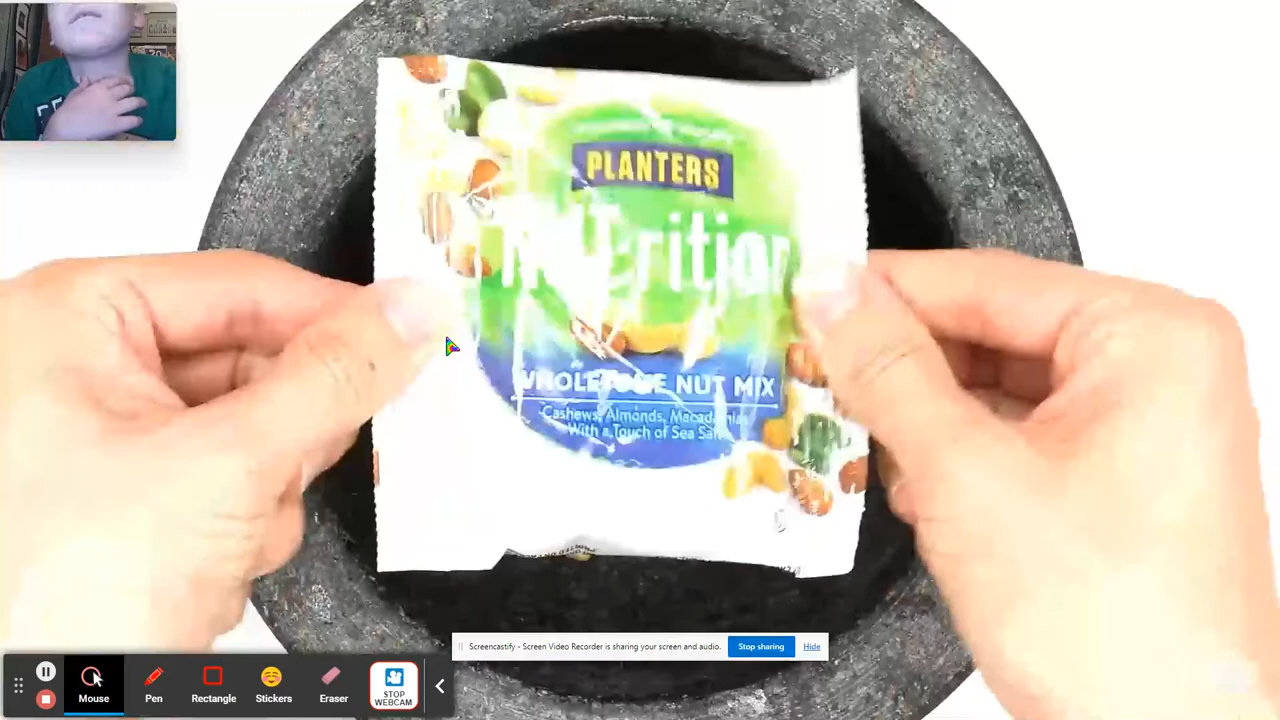 PLANTERS
NUTrition
WHOLESOME NUT MIX
Cashews, Almonds, Macadamias
With a Touch of Sea Salt
Screencastify - Screen Video Recorder is sharing your screen and audio.
Stop sharing
Hide
Mouse
Pen
Rectangle
Stickers
Eraser
STOP
WEBCAM